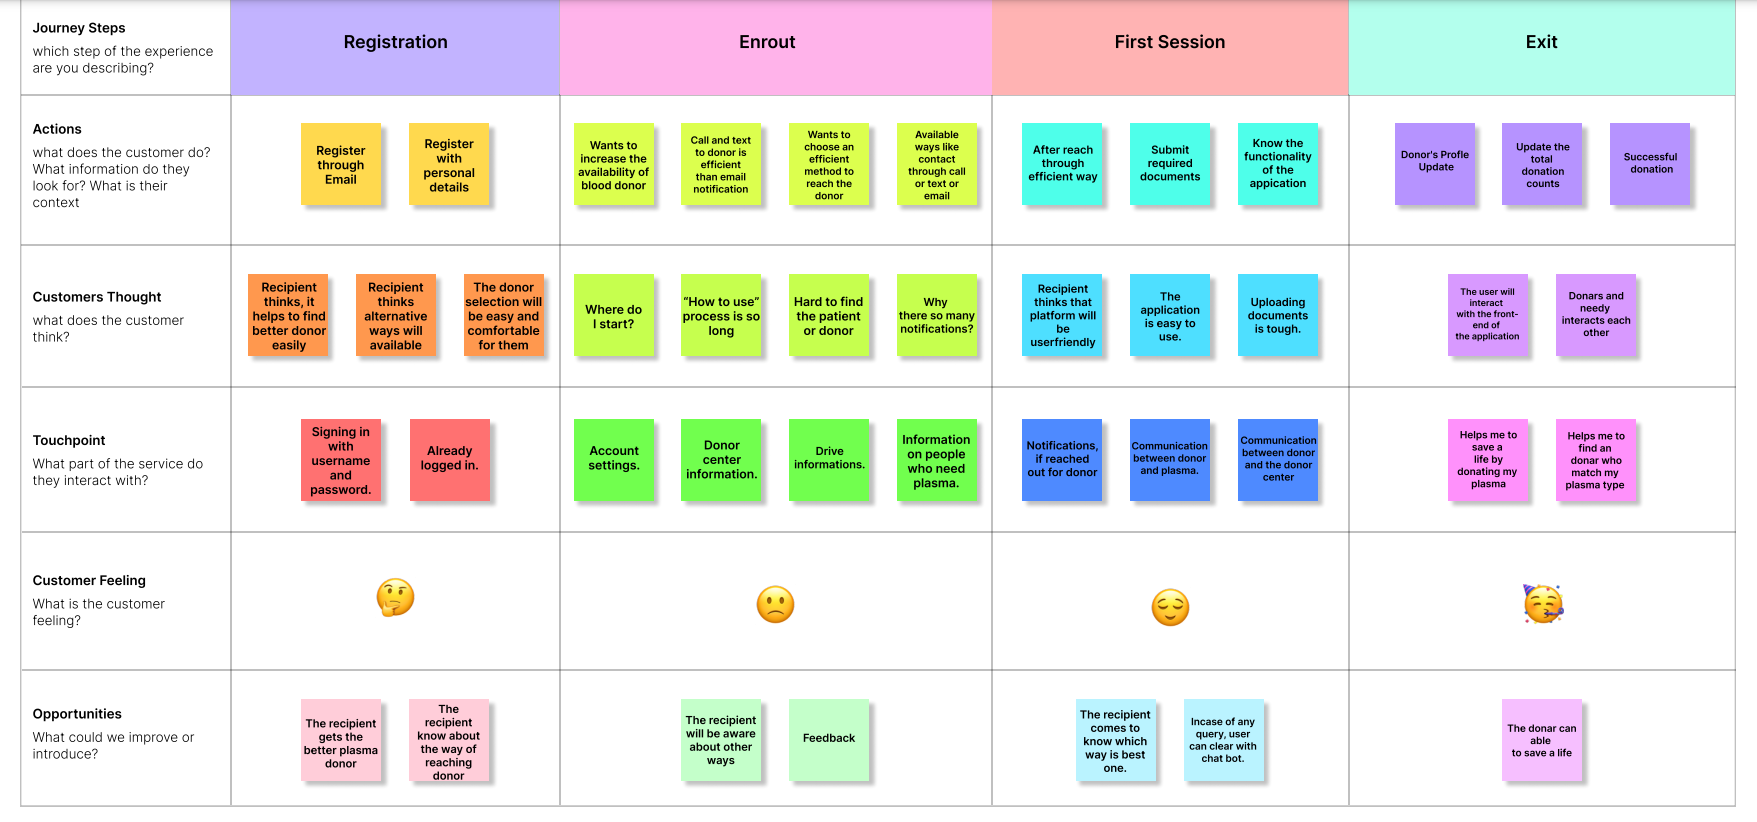 Journey Steps
which step of the experience
are you describing?
Registration
Enrout
First Session
Exit
Actions
what does the customer do?
What information do they
look for? What is their
context
Register
through
Email
Register
with
personal
details
Wants to
increase the
availability of
blood donor
Call and text
to donor is
efficient
than email
notification
Wants to
choose an
efficient
method to
reach the
donor
Available
ways like
contact
through call
or text or
email
After reach
through
efficient way
Submit
required
documents
Know the
functionality
of the
appication
Donor's Profle
Update
Update the
total
donation
counts
Successful
donation
Customers Thought
what does the customer
think?
Recipient
thinks, it
helps to find
better donor
easily
Recipient
thinks
alternative
ways will
available
The donor
selection will
be easy and
comfortable
for them
Where do
I start?
“How to use”
process is so
long
Hard to find
the patient
or donor
Why
there so many
notifications?
Recipient
thinks that
platform will
be
userfriendly
The
application
is easy to
use.
Uploading
documents
is tough.
The user will
interact
with the front-
end of
the application
Donars and
needy
interacts each
other
Touchpoint
What part of the service do
they interact with?
Signing in
with
username
and
password.
Already
logged in.
Account
settings.
Donor
center
information.
Drive
informations.
Information
on people
who need
plasma.
Notifications,
if reached
out for donor
Communication
between donor
and plasma.
Communication
between donor
and the donor
center
Helps me to
save a
life by
donating my
plasma
Helps me to
find an
donar who
match my
plasma type
Customer Feeling
What is the customer
feeling?
Opportunities
What could we improve or
introduce?
The recipient
gets the
better plasma
donor
The
recipient
know about
the way of
reaching
donor
The recipient
will be aware
about other
ways
Feedback
The recipient
comes to
know which
way is best
one.
Incase of any
query, user
can clear with
chat bot.
The donar can
able
to save a life